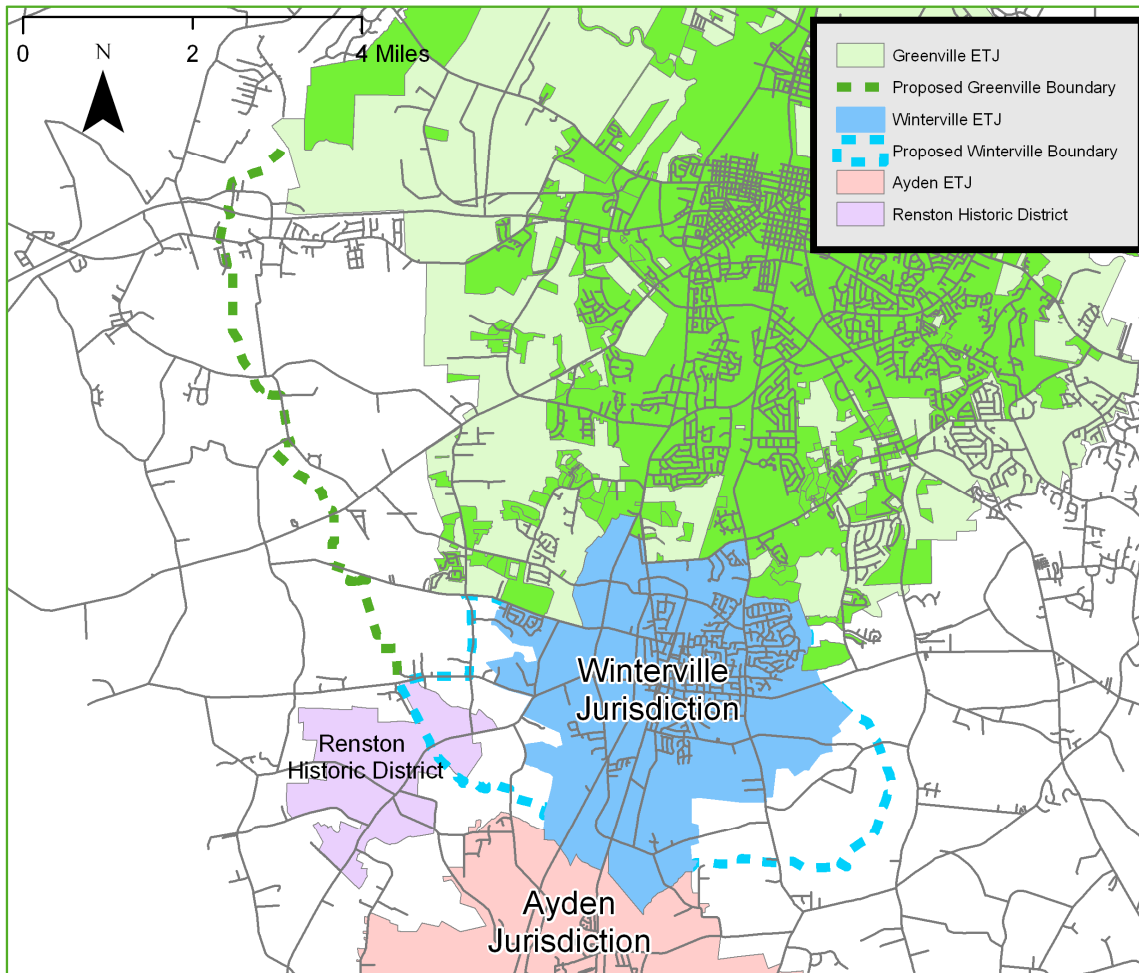 0 2 4 Miles
N
Greenville ETJ
Proposed Greenville Boundary
Winterville ETJ
Proposed Winterville Boundary
Ayden ETJ
Renston Historic District
Winterville
Jurisdiction
Renston
Historic District
Ayden
Jurisdiction